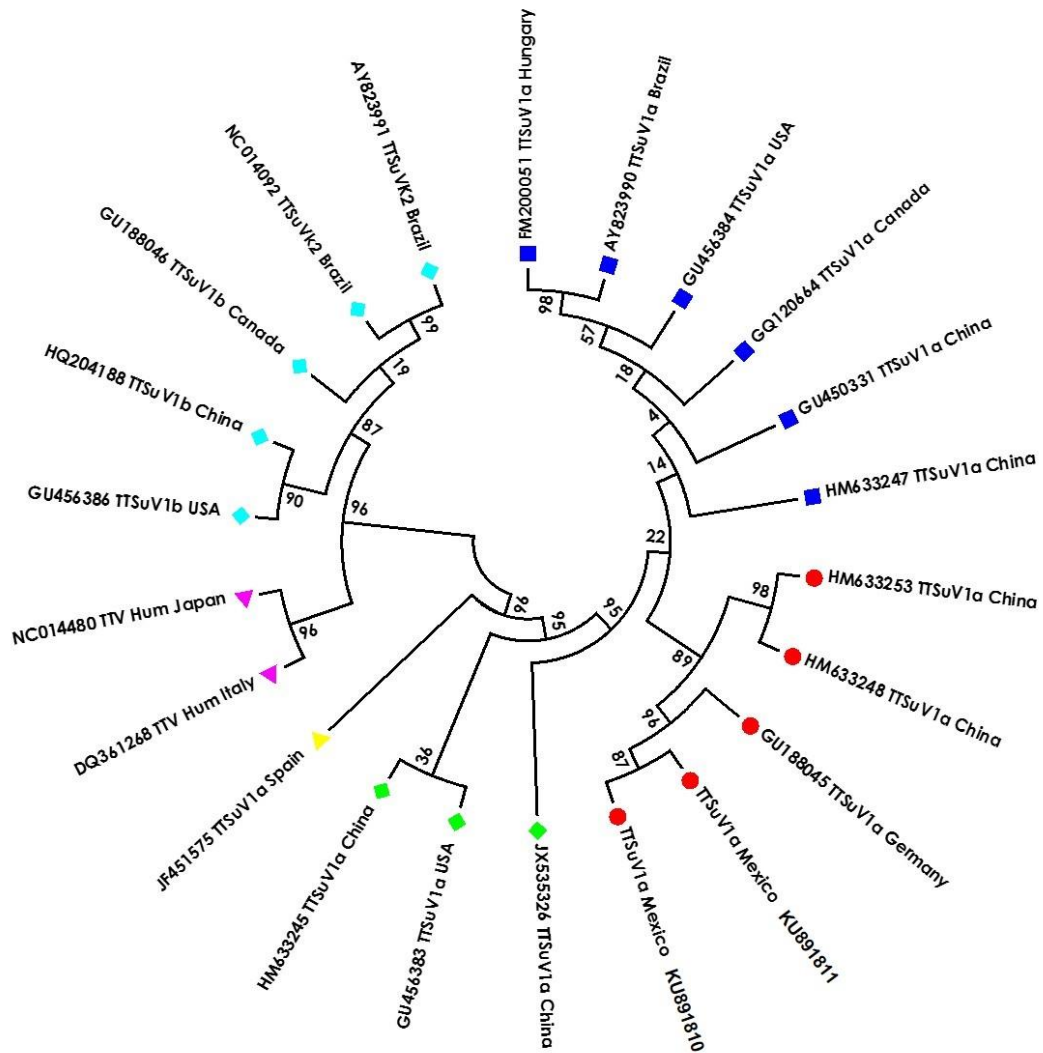 FM200051 TTSuV1a Hungary
AY823990 TTSuV1a Brazil
GU456384 TTSuV1a USA
GQ120664 TTSuV1a Canada
GU450331 TTSuV1a China
HM633247 TTSuV1a China
HM633253 TTSuV1a China
HM633248 TTSuV1a China
GU188045 TTSuV1a Germany
TTSuV1a Mexico KU891811
TTSuV1a Mexico KU891810
JX535326 TTSuV1a China
GU456383 TTSuV1a USA
HM633245 TTSuV1a China
JF451575 TTSuV1a Spain
DQ361268 TTV Hum Italy
NC014480 TTV Hum Japan
GU456386 TTSuV1b USA
HQ204188 TTSuV1b China
GU188046 TTSuV1b Canada
NC014092 TTSuVk2 Brazil
AY823991 TTSuVK2 Brazil
98
57
18
4
14
22
98
89
96
87
95
95
96
36
96
96
90
87
19
99